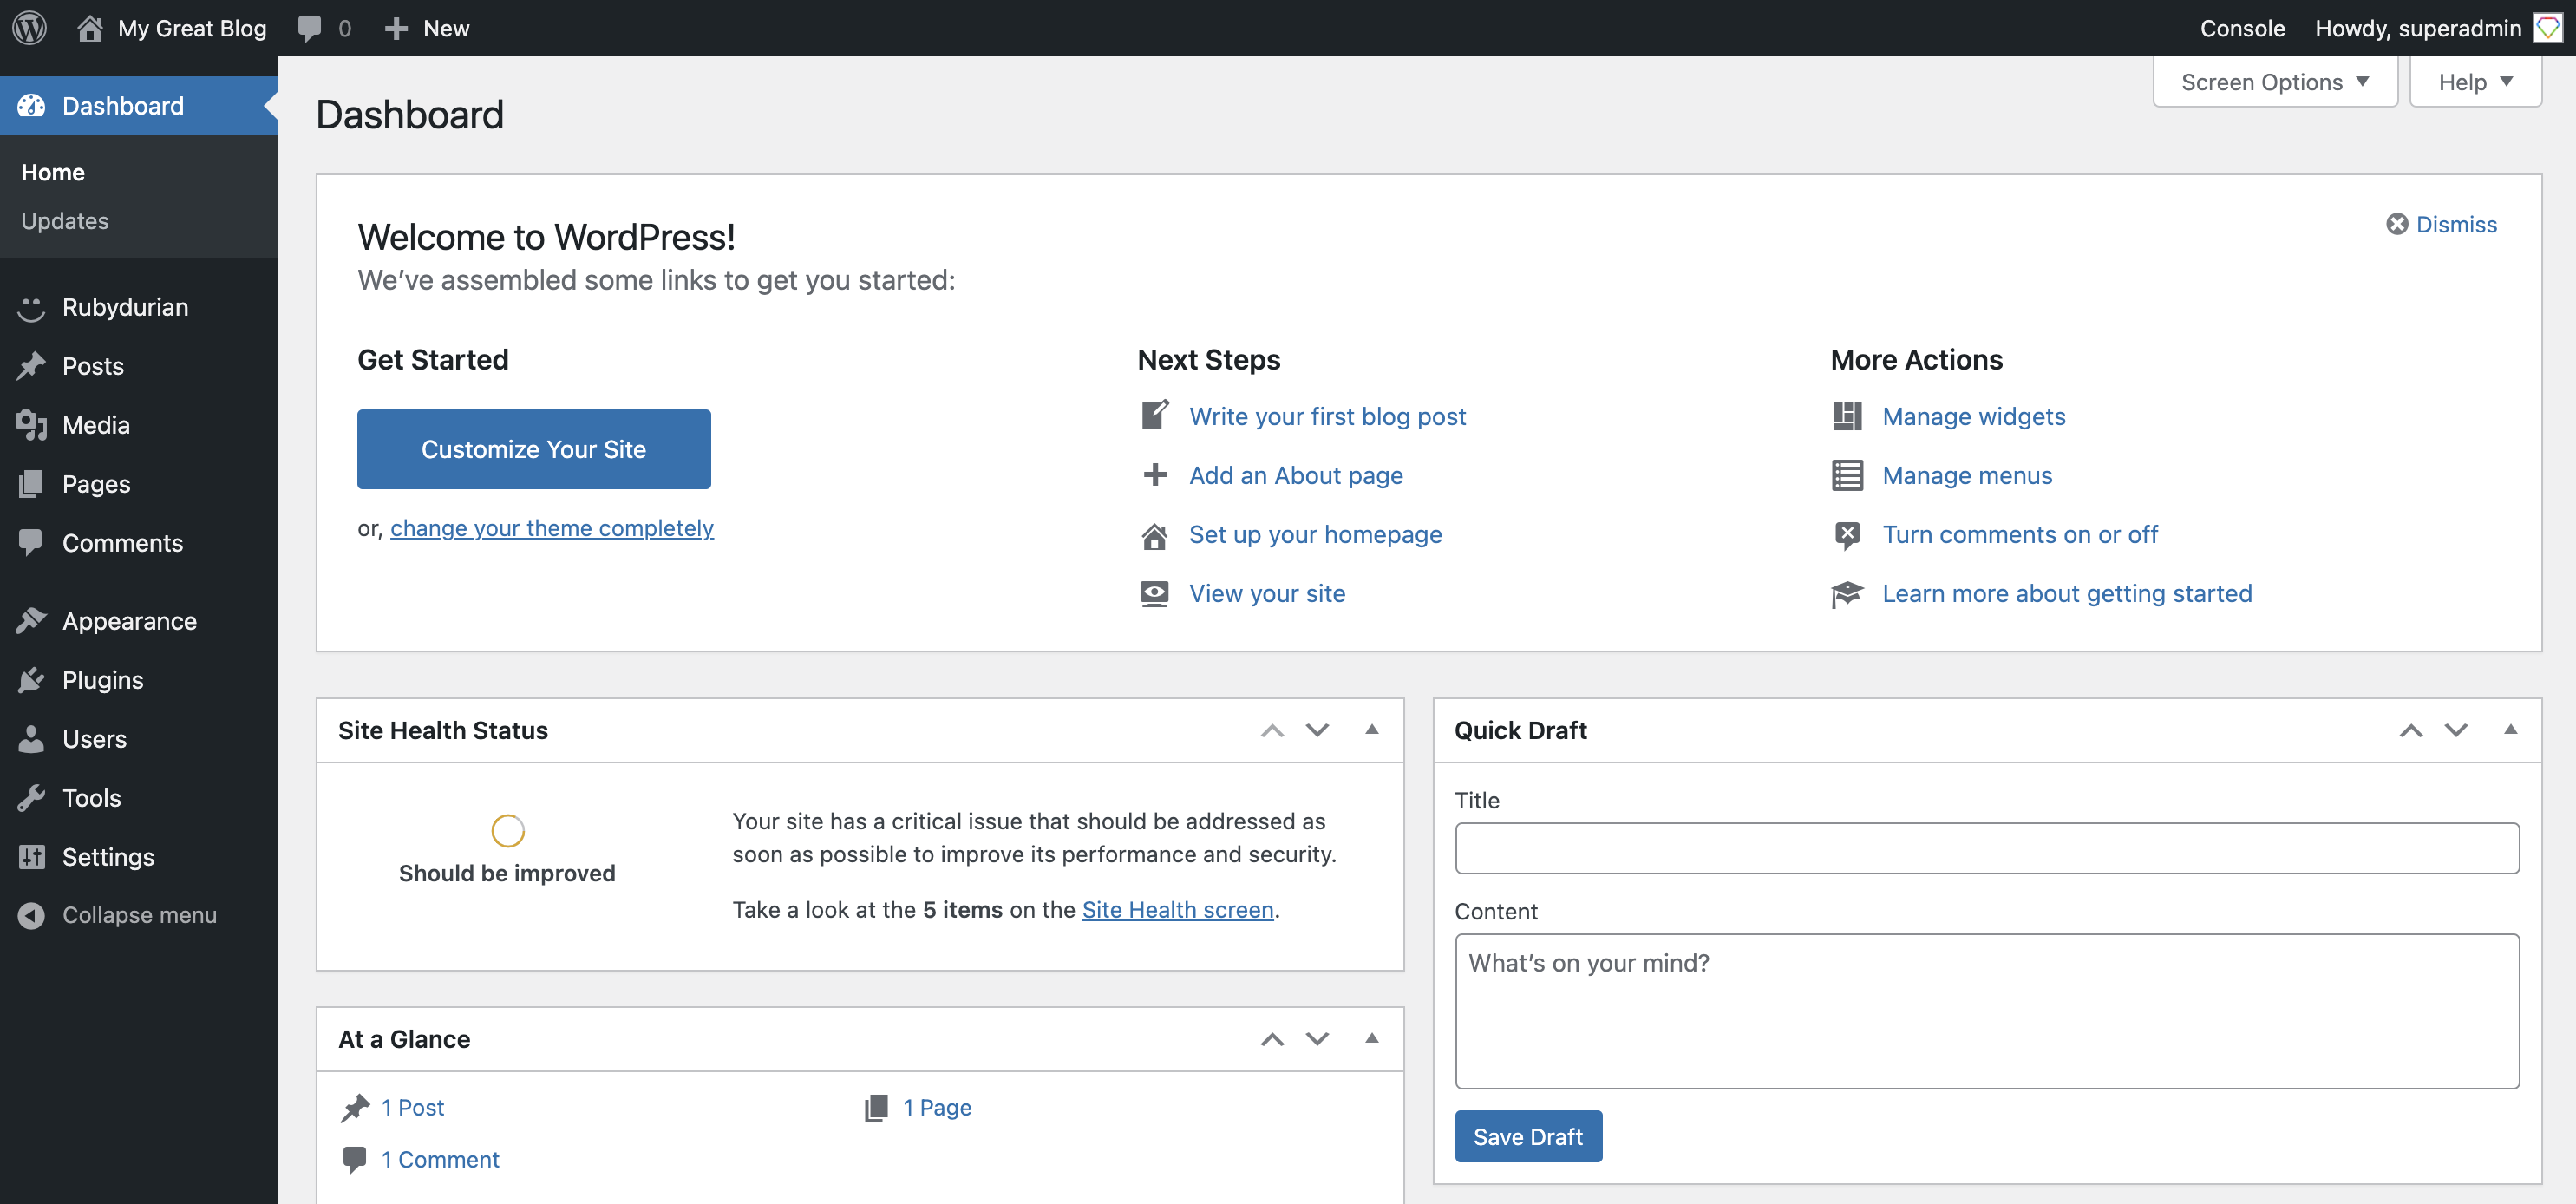 My Great Blog 0 New Console Howdy, superadmin
Dashboard
Home
Updates
Rubydurian
Posts
Media
Pages
Comments
Appearance
Plugins
Users
Tools
Settings
Collapse menu
Screen Options Help
Dashboard
Dismiss
Welcome to WordPress!
We’ve assembled some links to get you started:
Get Started
Customize Your Site
or, change your theme completely
Next Steps
Write your first blog post
Add an About page
Set up your homepage
View your site
More Actions
Manage widgets
Manage menus
Turn comments on or off
Learn more about getting started
Site Health Status
Should be improved
Your site has a critical issue that should be addressed as
soon as possible to improve its performance and security.
Take a look at the 5 items on the Site Health screen.
At a Glance
1 Post
1 Page
1 Comment
Quick Draft
Title
Content
What’s on your mind?
Save Draft